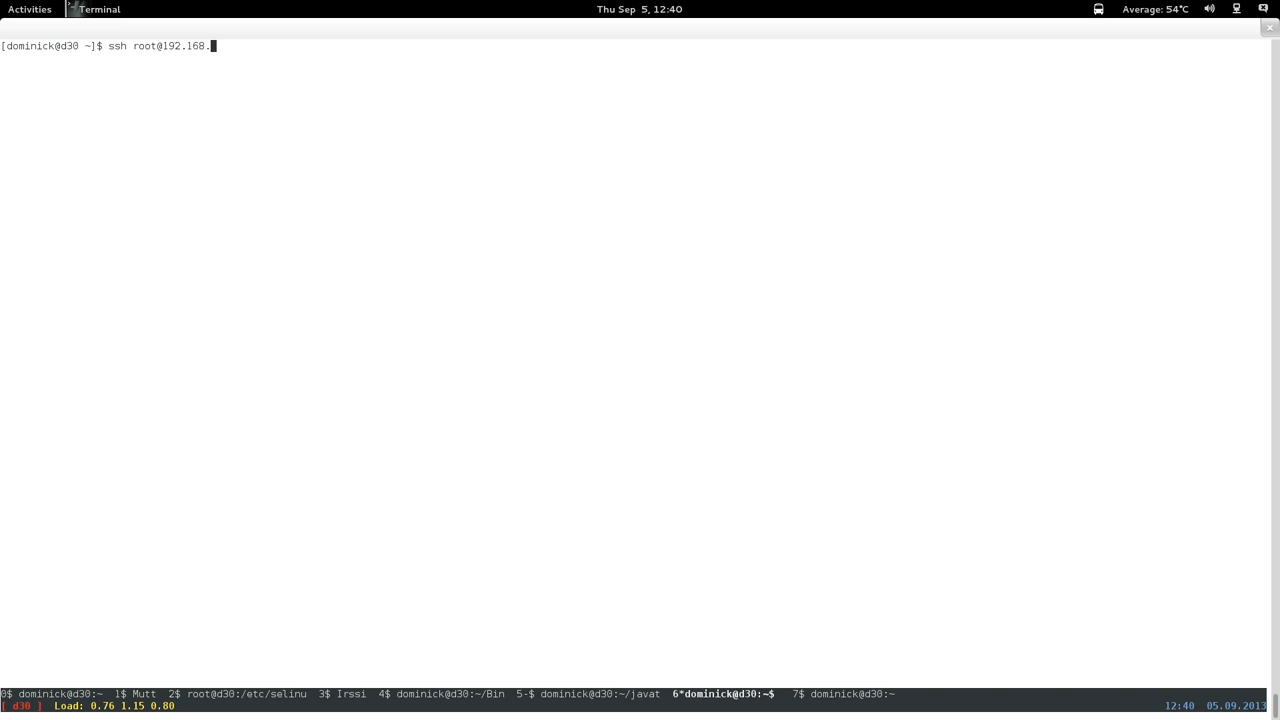 Activities Terminal Thu Sep 5, 12:40 Average: 54°C
[dominick@d30 ~]$ ssh root@192.168.
0$ dominick@d30:~ 1$ Mutt 2$ root@d30:/etc/selinu 3$ Irssi 4$ dominick@d30:~/Bin 5-$ dominick@d30:~/javat 6*dominick@d30:~$ 7$ dominick@d30:~
[ d30 ] Load: 0.76 1.15 0.80 12:40 05.09.2013